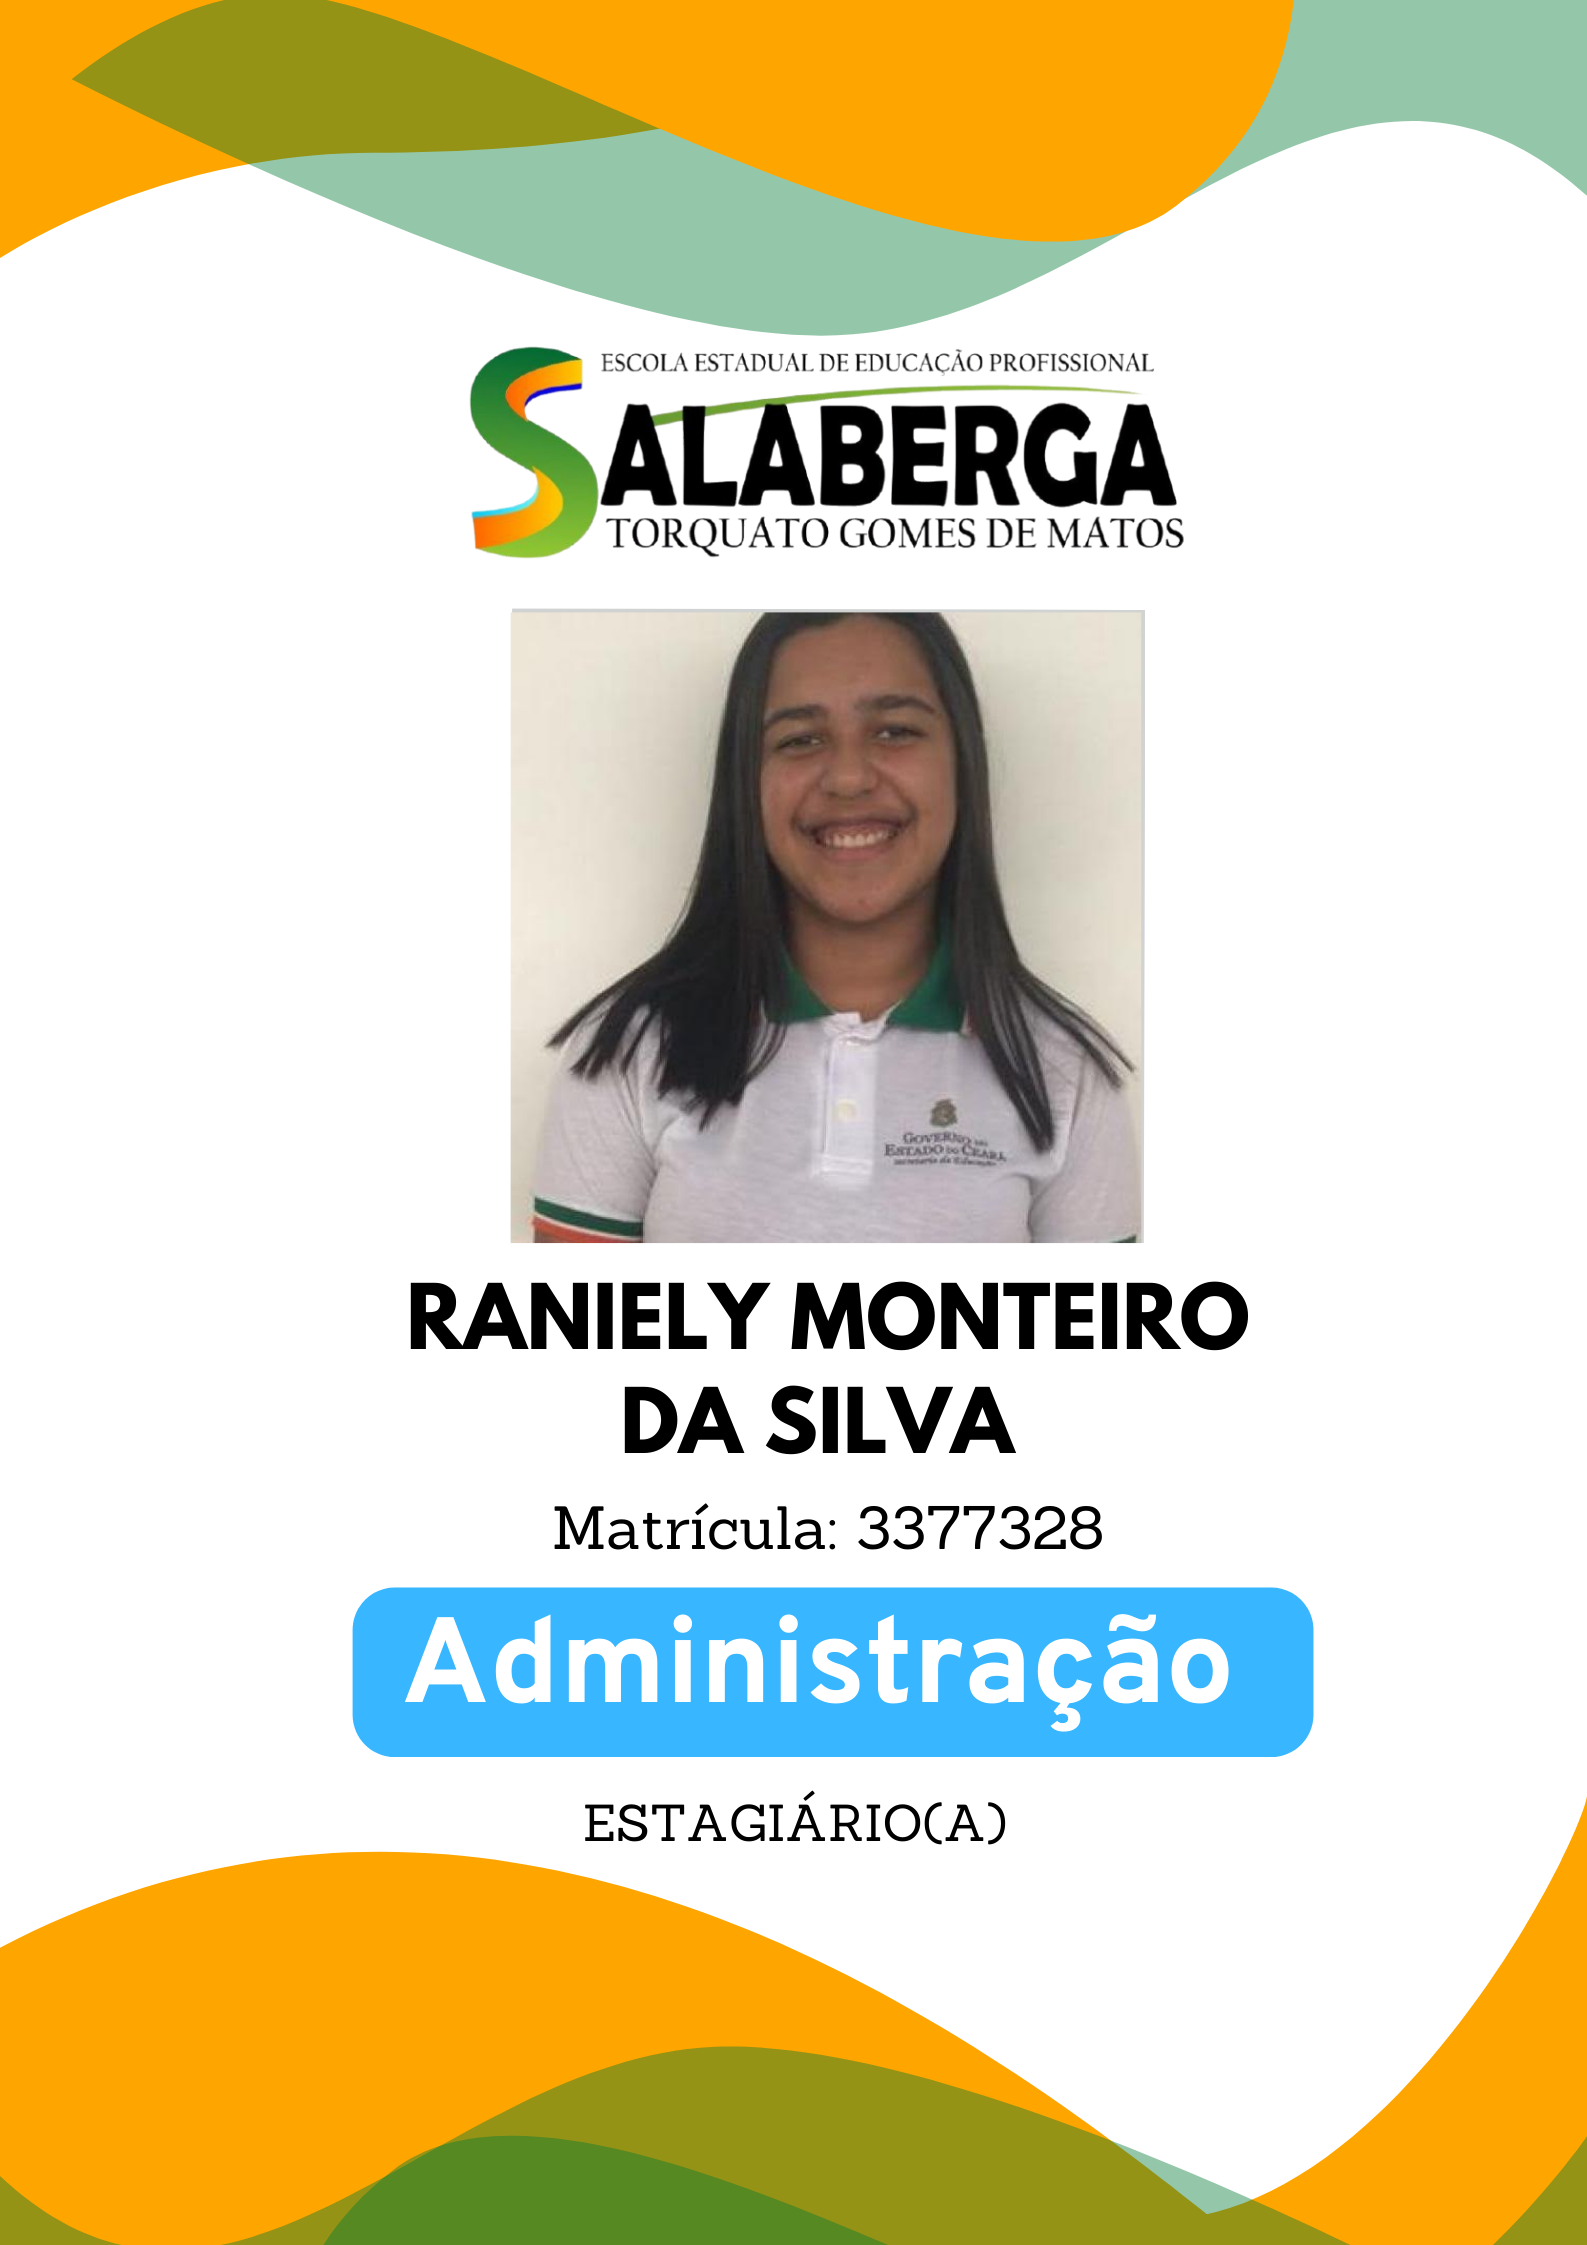 ESCOLA ESTADUAL DE EDUCAÇÃO PROFISSIONAL
SALABERGA
TORQUATO GOMES DE MATOS
GOVERNO DO
ESTADO DO CEARÁ
Secretaria da Educação
RANIELY MONTEIRO
DA SILVA
Matrícula: 3377328
Administração
ESTAGIÁRIO(A)